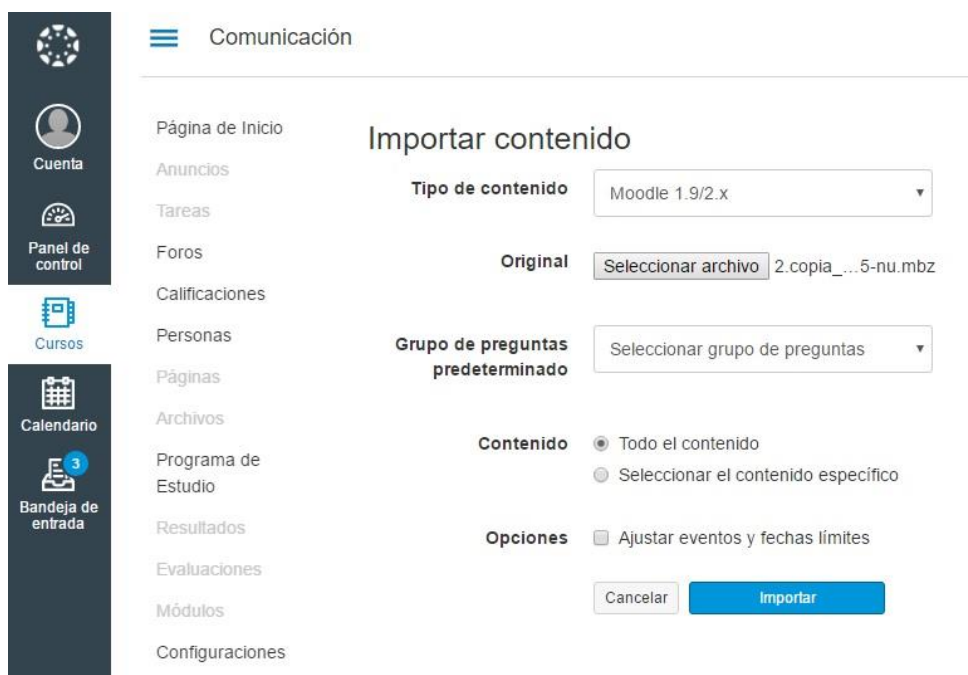 Comunicación
Cuenta
Panel de
control
Cursos
Calendario
3
Bandeja de
entrada
Página de Inicio
Anuncios
Tareas
Foros
Calificaciones
Personas
Páginas
Archivos
Programa de
Estudio
Resultados
Evaluaciones
Módulos
Configuraciones
Importar contenido
Tipo de contenido Moodle 1.9/2.x
Original Seleccionar archivo 2.copia_...5-nu.mbz
Grupo de preguntas
predeterminado Seleccionar grupo de preguntas
Contenido Todo el contenido
Seleccionar el contenido específico
Opciones Ajustar eventos y fechas límites
Cancelar Importar